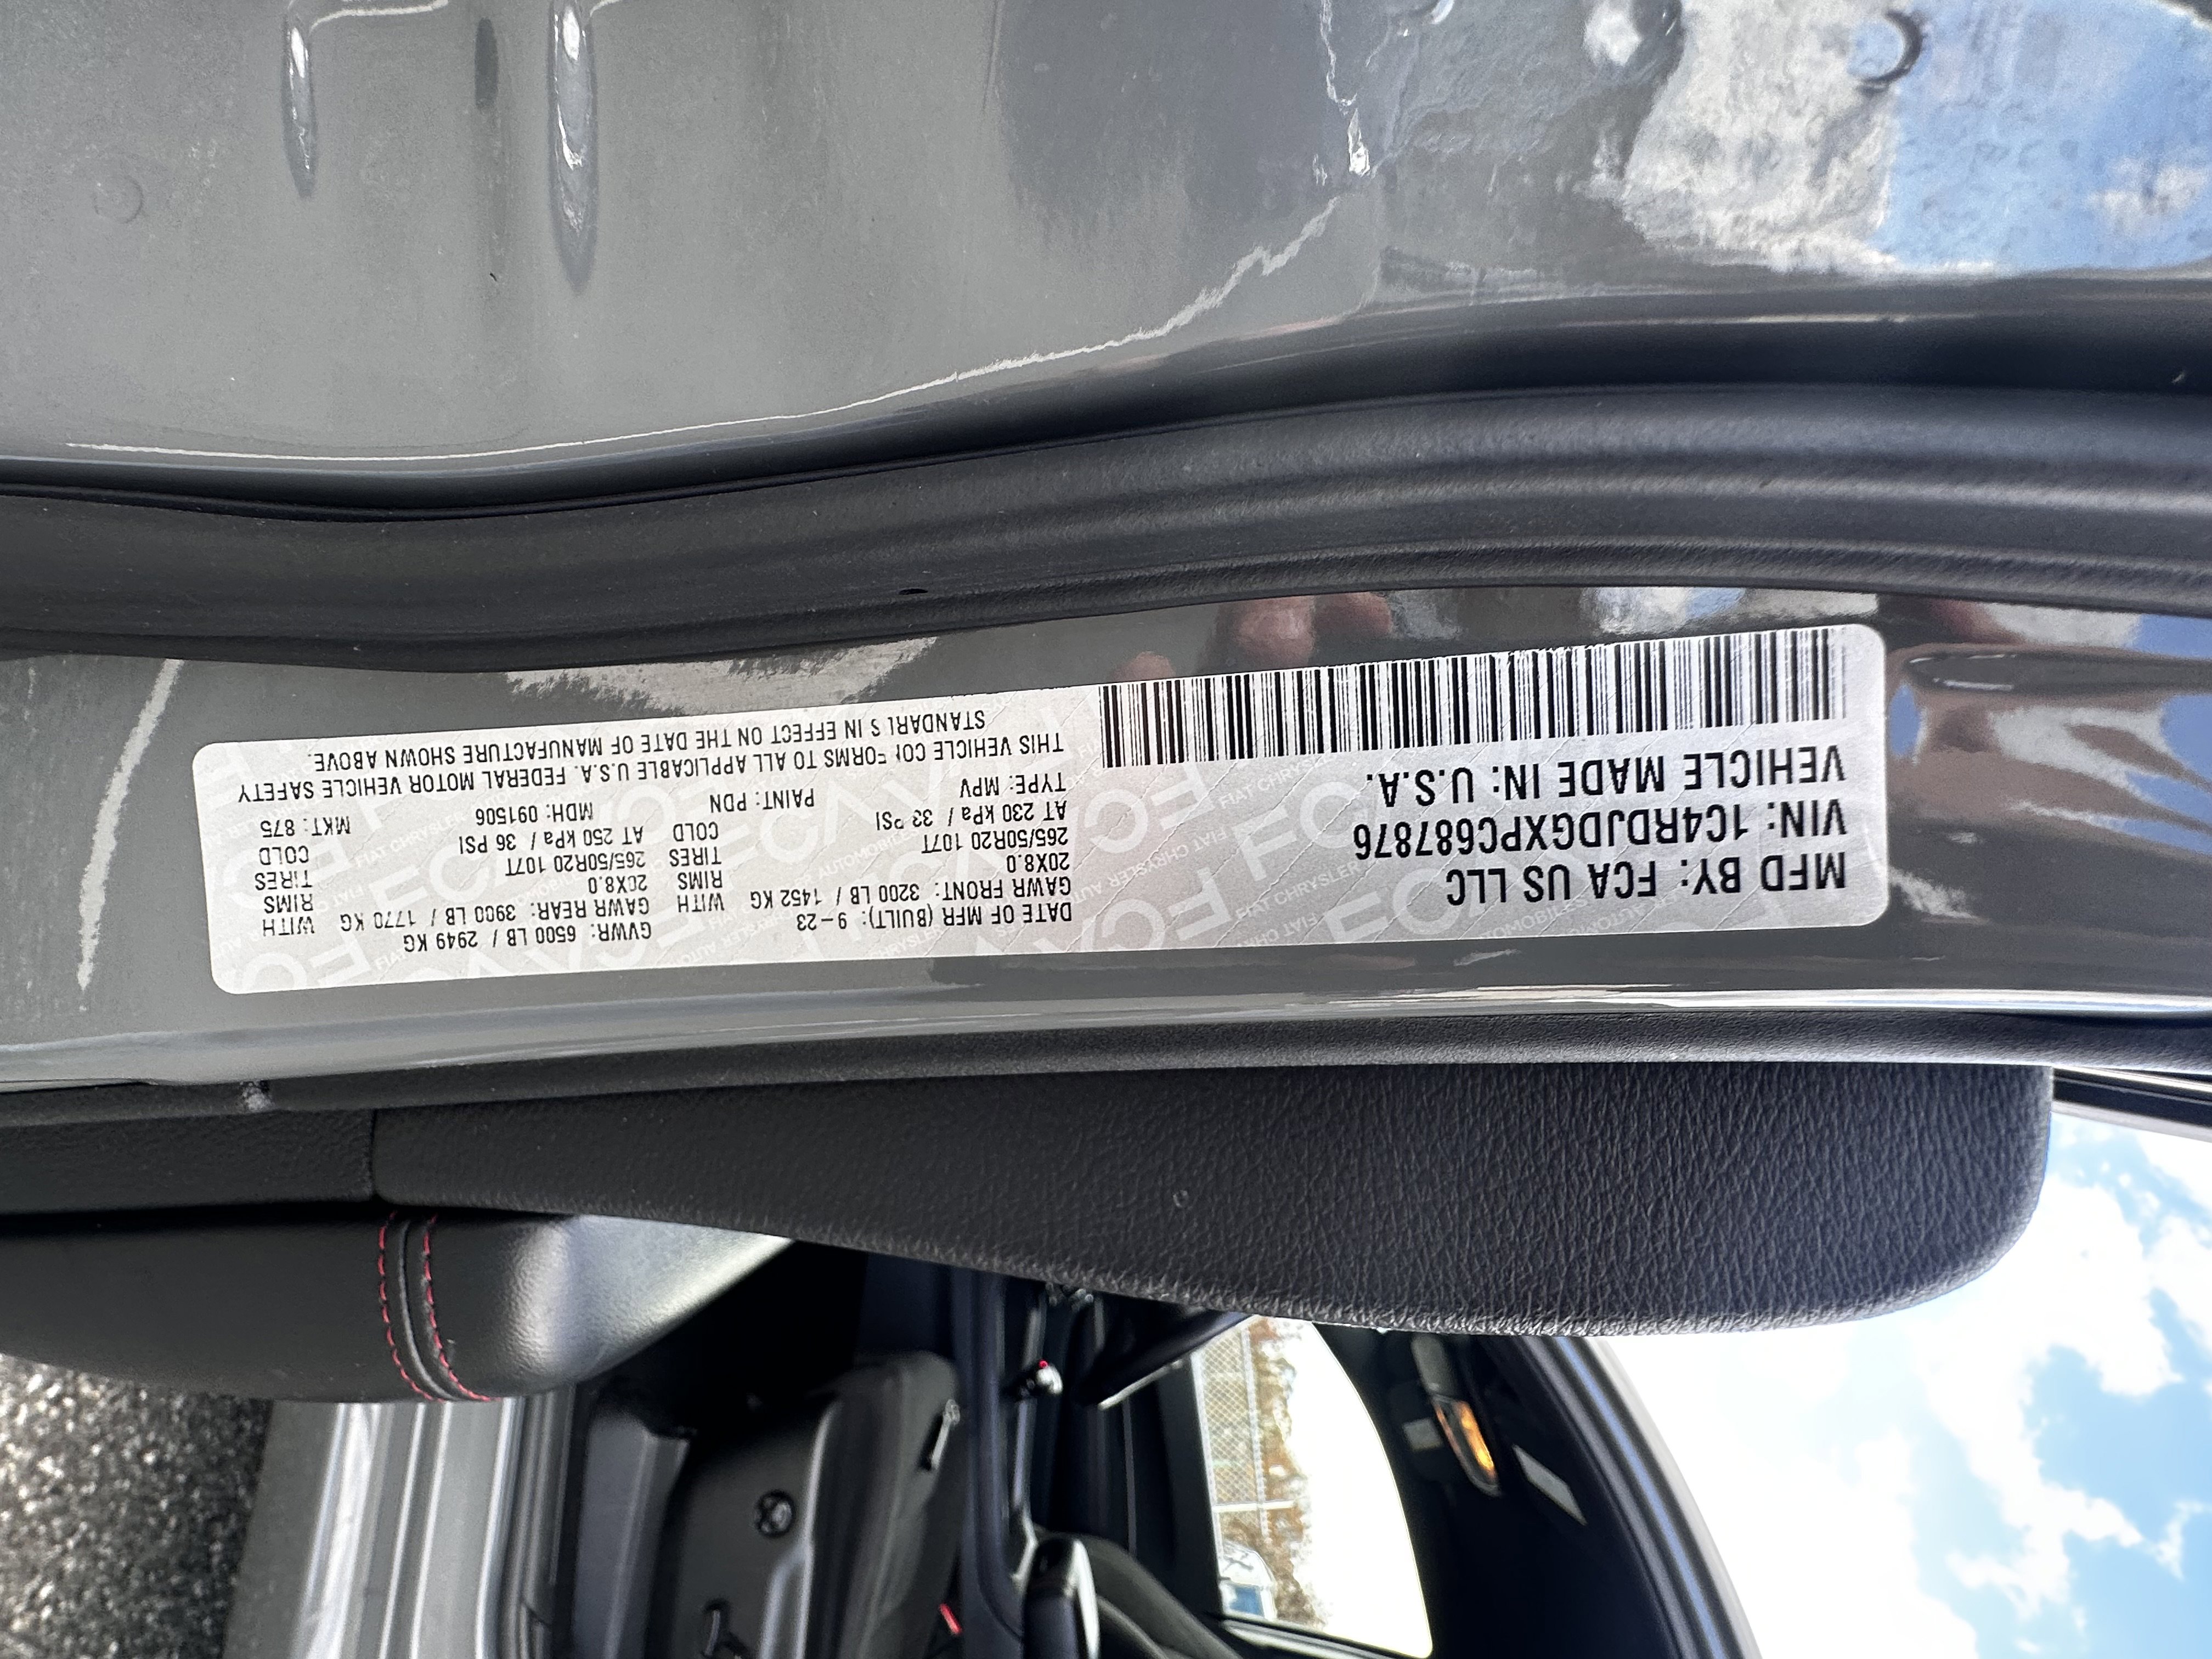 MFD BY: FCA US LLC
VIN: 1C4RDJDGXPC687876
VEHICLE MADE IN: U.S.A.
DATE OF MFR (BUILT): 9-23 GVWR: 6500 LB / 2949 KG
GAWR FRONT: 3200 LB / 1452 KG WITH GAWR REAR: 3900 LB / 1770 KG WITH
20X8.0 RIMS 20X8.0 RIMS
265/50R20 107T TIRES 265/50R20 107T TIRES
AT 230 kPa / 33 PSI COLD AT 250 kPa / 36 PSI COLD
TYPE: MPV PAINT: PDN MDH: 091506 MKT: 875
THIS VEHICLE CONFORMS TO ALL APPLICABLE U.S.A. FEDERAL MOTOR VEHICLE SAFETY
STANDARDS IN EFFECT ON THE DATE OF MANUFACTURE SHOWN ABOVE.